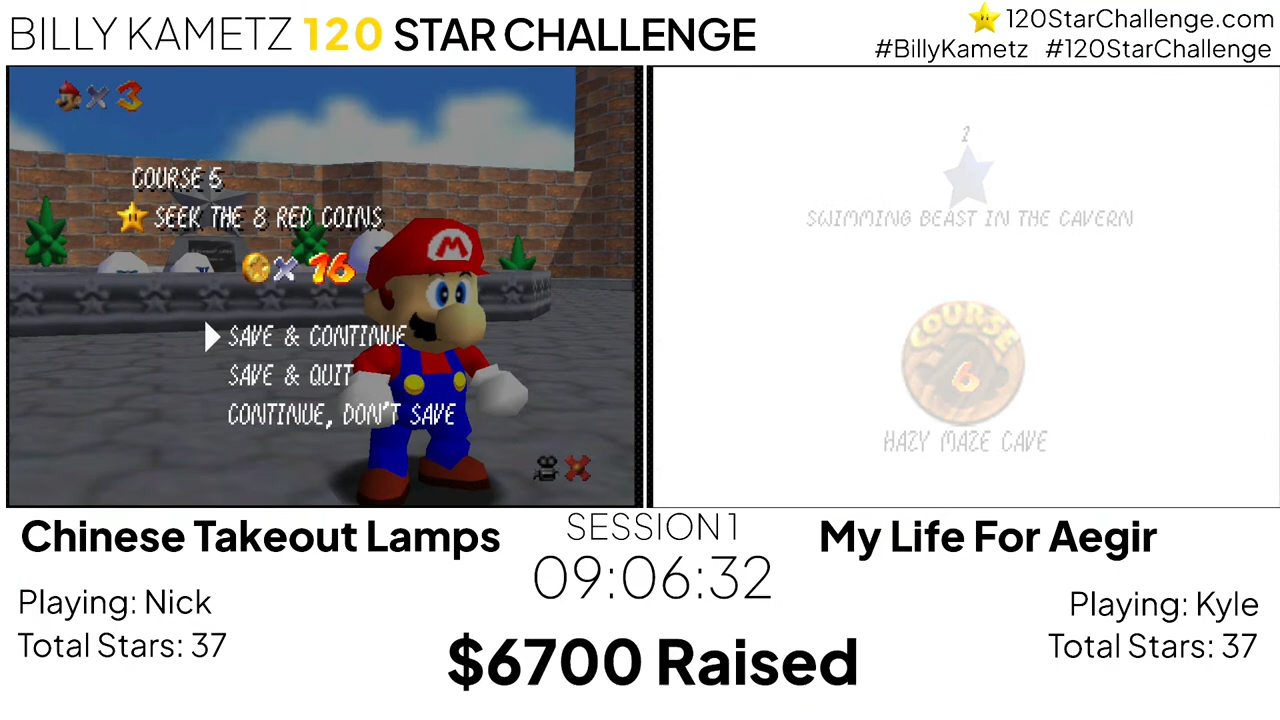 BILLY KAMETZ 120 STAR CHALLENGE
120StarChallenge.com
#BillyKametz #120StarChallenge
× 3
COURSE 5
SEEK THE 8 RED COINS
× 16
SAVE & CONTINUE
SAVE & QUIT
CONTINUE, DON'T SAVE
M
2
SWIMMING BEAST IN THE CAVERN
COURSE
6
HAZY MAZE CAVE
Chinese Takeout Lamps
Playing: Nick
Total Stars: 37
SESSION 1
09:06:32
$6700 Raised
My Life For Aegir
Playing: Kyle
Total Stars: 37